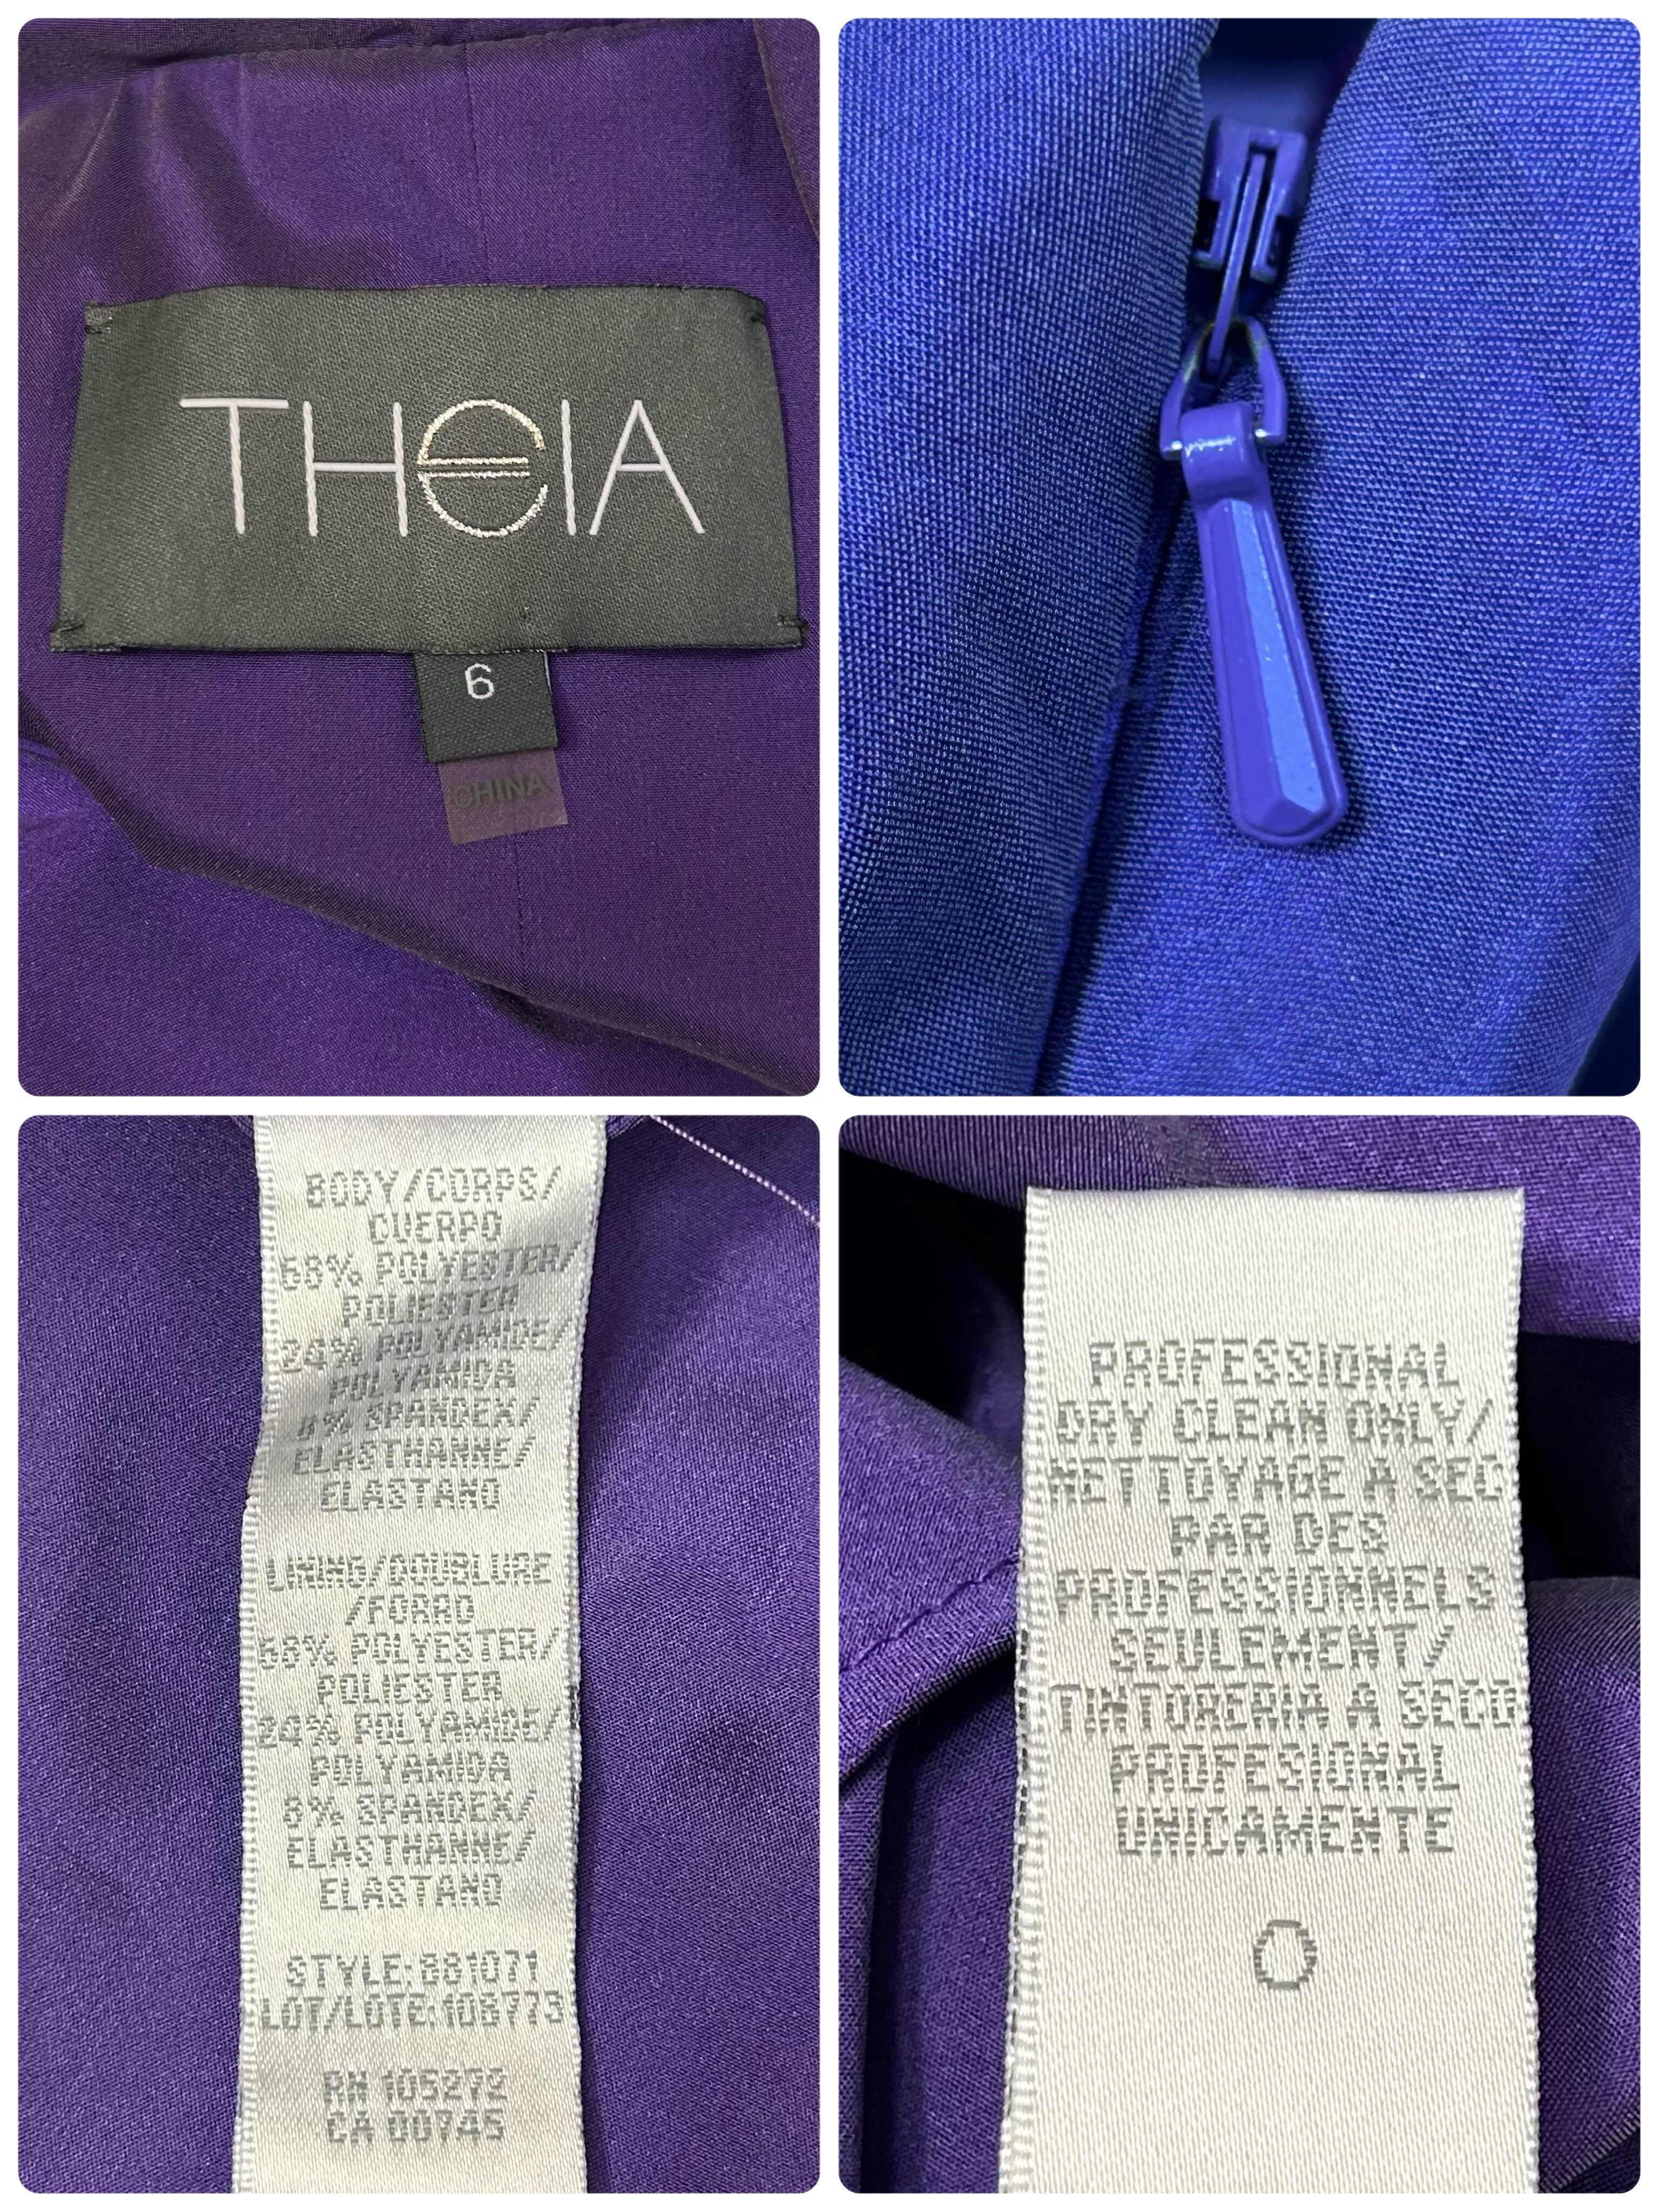 THEIA
6
CHINA
BODY/CORPS/
CUERPO
68% POLYESTER/
POLIESTER
24% POLYAMIDE/
POLYAMIDA
8% SPANDEX/
ELASTHANNE/
ELASTANO
LINING/DOUBLURE
/FORRO
68% POLYESTER/
POLIESTER
24% POLYAMIDE/
POLYAMIDA
8% SPANDEX/
ELASTHANNE/
ELASTANO
STYLE:881071
LOT/LOTE:108773
RN 105272
CA 00745
PROFESSIONAL
DRY CLEAN ONLY/
NETTOYAGE A SEC
PAR DES
PROFESSIONNELS
SEULEMENT/
TINTORERIA A SECO
PROFESIONAL
UNICAMENTE